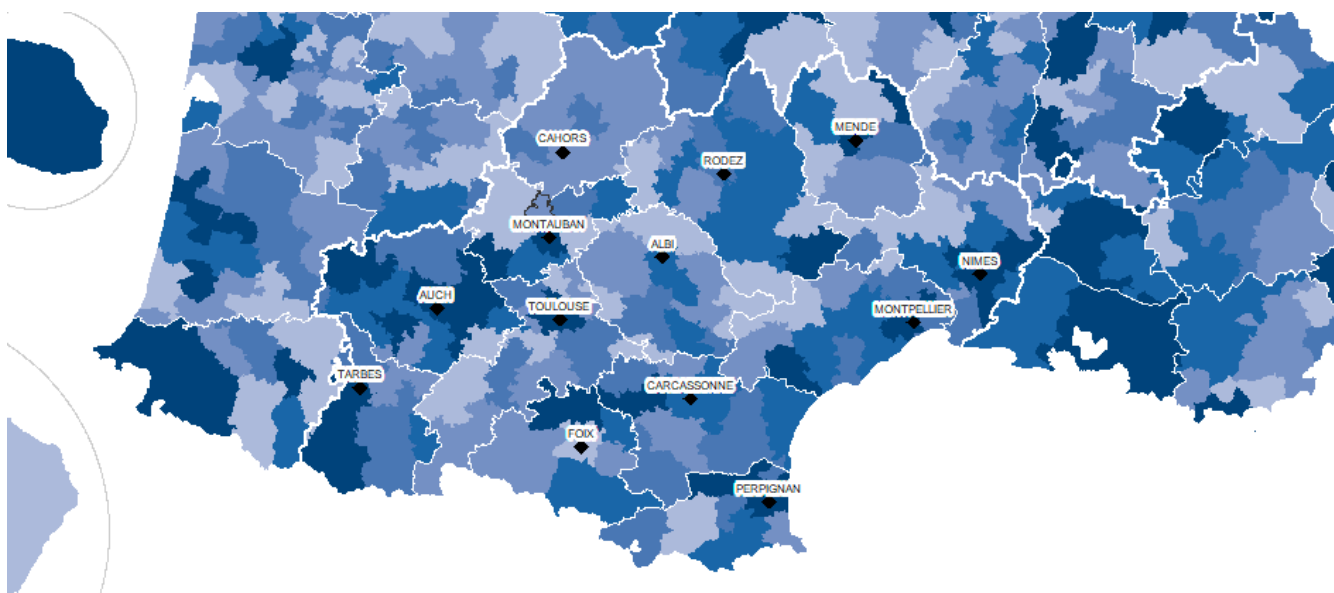 MENDE
CAHORS
RODEZ
MONTAUBAN
ALBI
NIMES
AUCH
TOULOUSE
MONTPELLIER
TARBES
CARCASSONNE
FOIX
PERPIGNAN